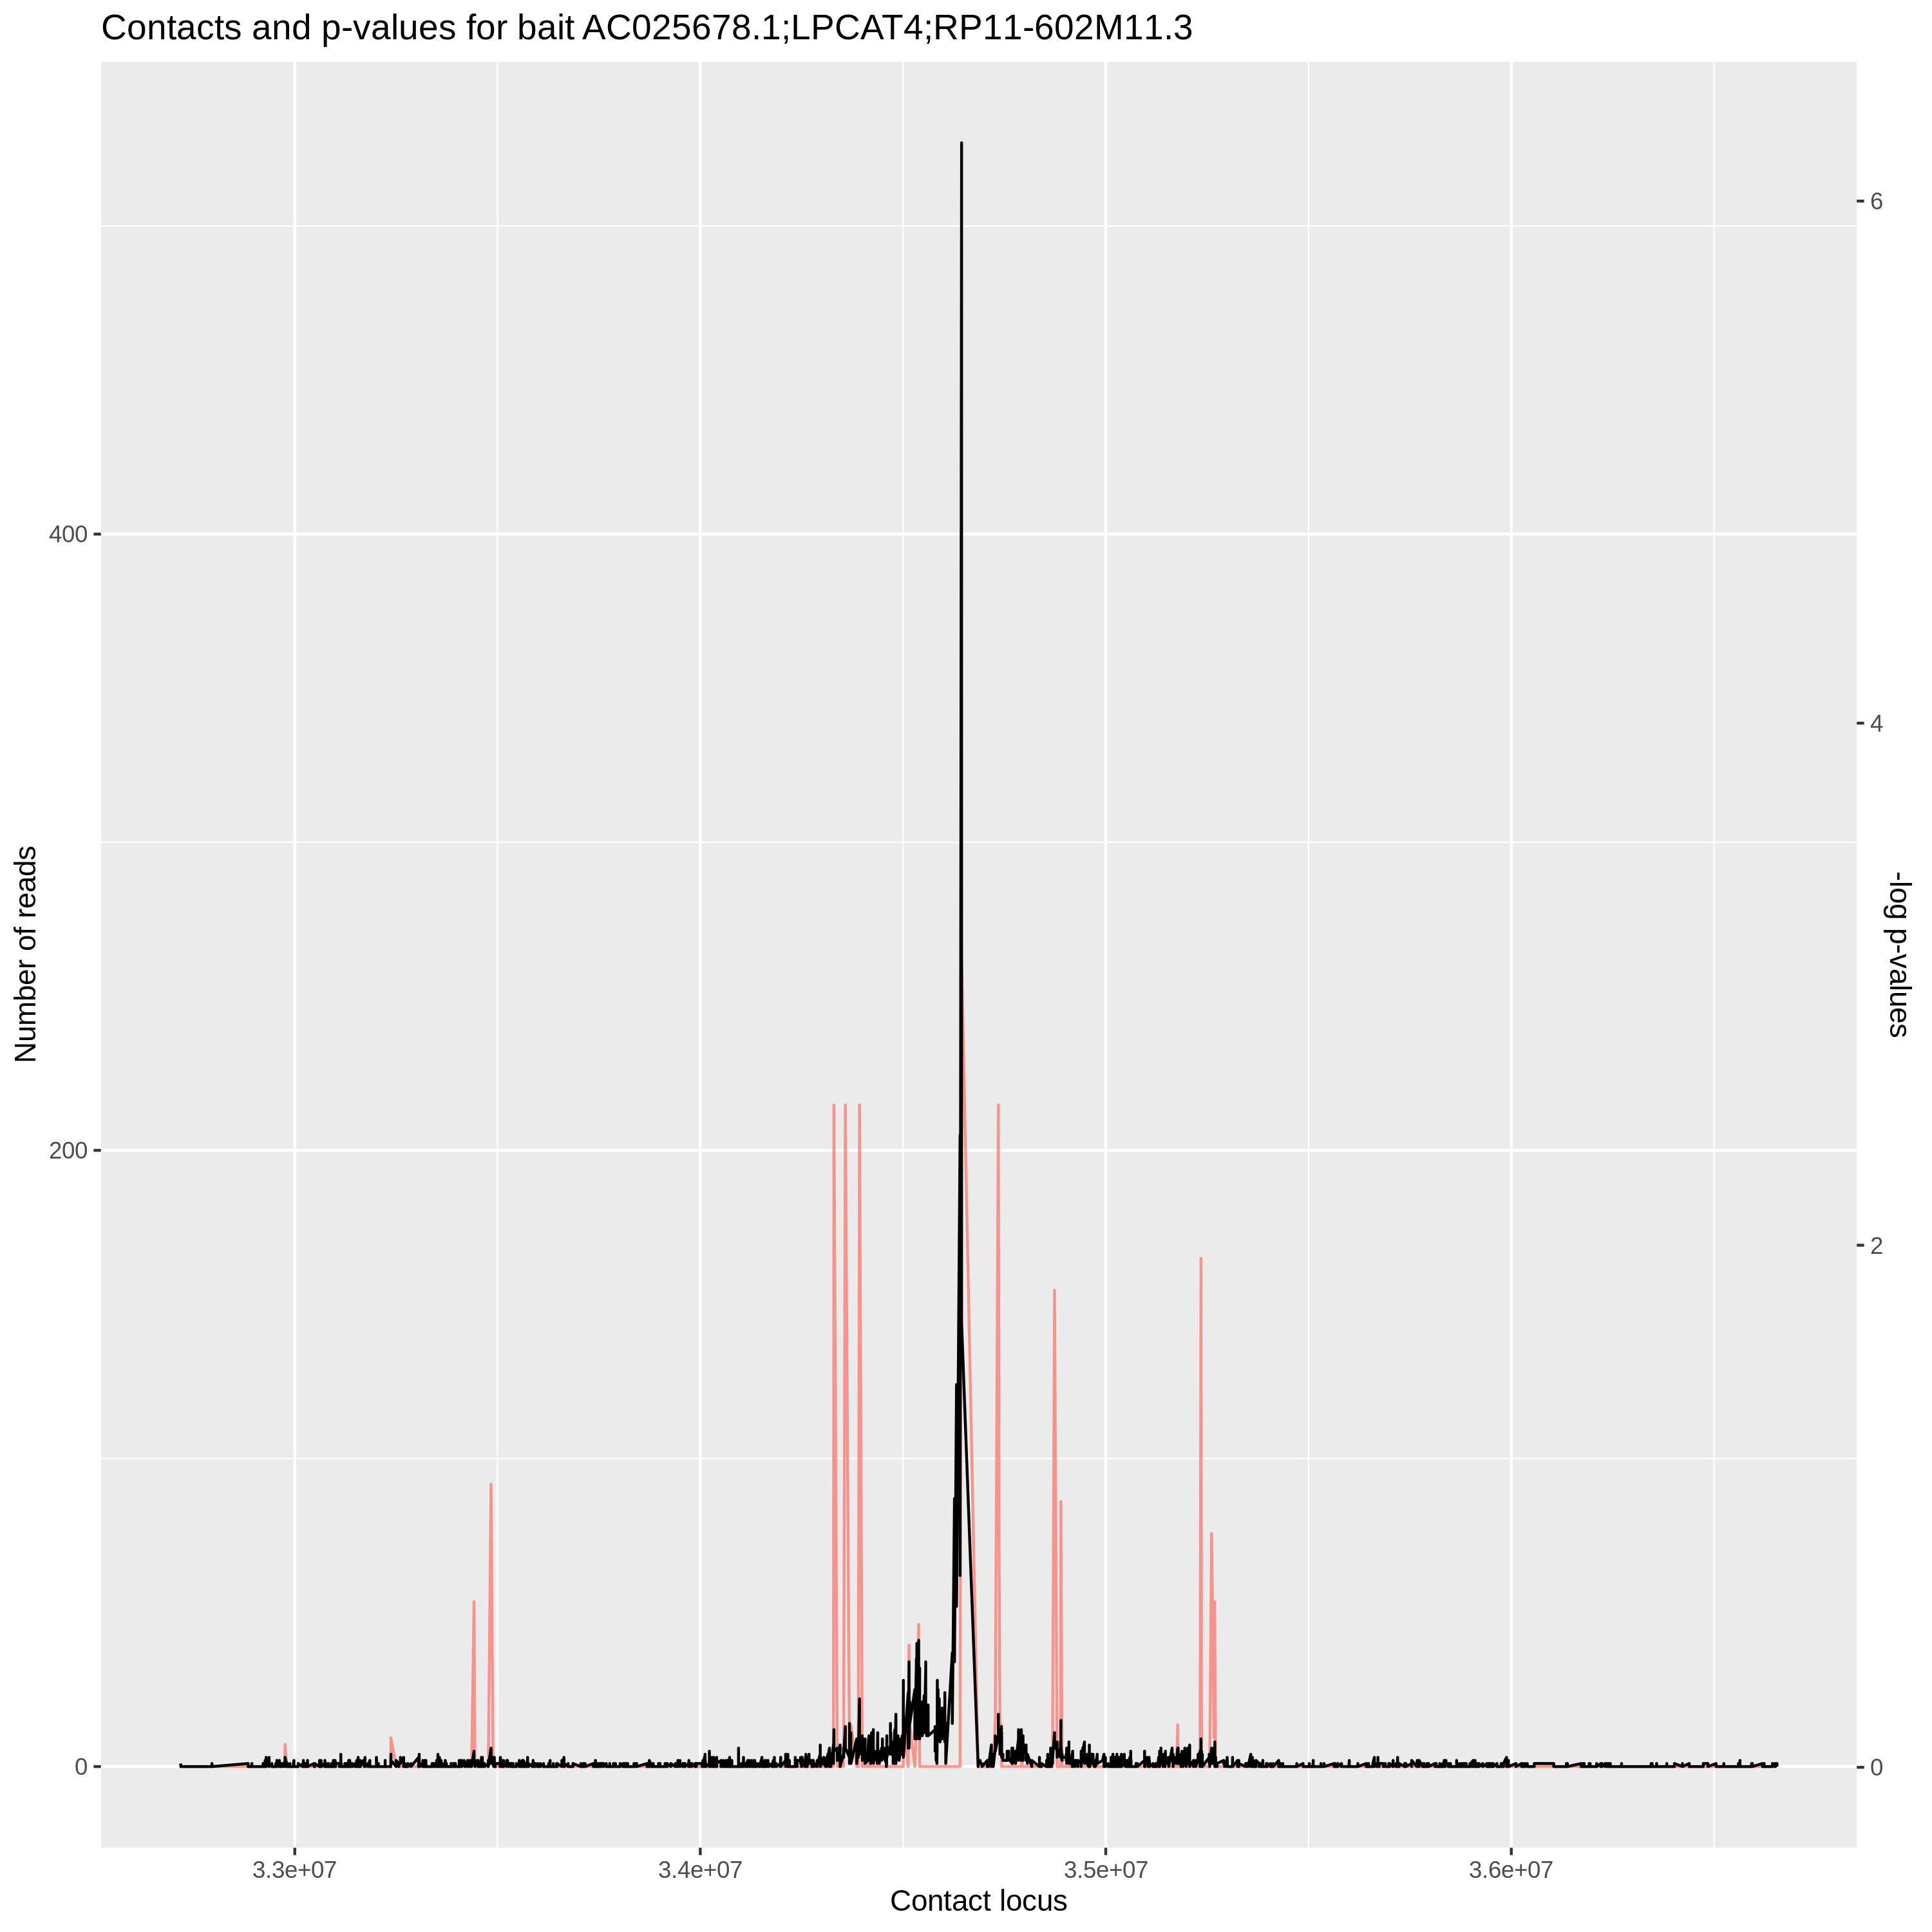 Contacts and p-values for bait AC025678.1;LPCAT4;RP11-602M11.3
6
400
4
Number of reads
-log p-values
200
2
0
0
3.3e+07
3.4e+07
3.5e+07
3.6e+07
Contact locus